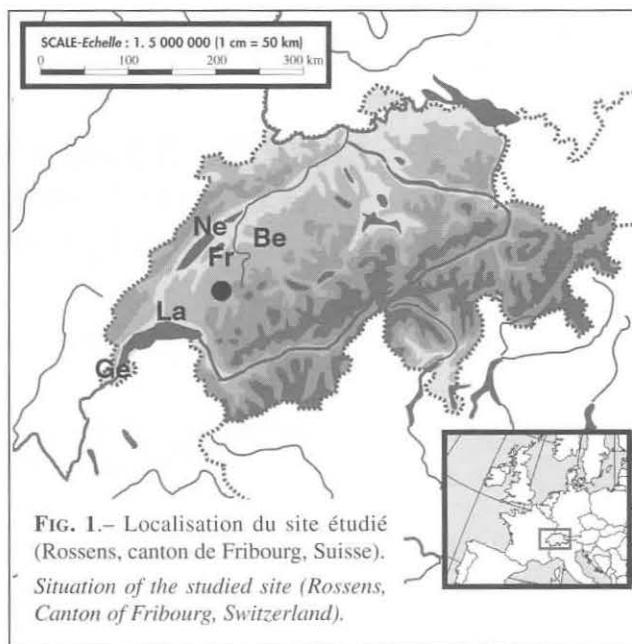 SCALE-Echelle : 1. 5 000 000 (1 cm = 50 km)
0 100 200 300 km
Ne
Fr
Be
La
Ge
FIG. 1.– Localisation du site étudié
(Rossens, canton de Fribourg, Suisse).
Situation of the studied site (Rossens,
Canton of Fribourg, Switzerland).